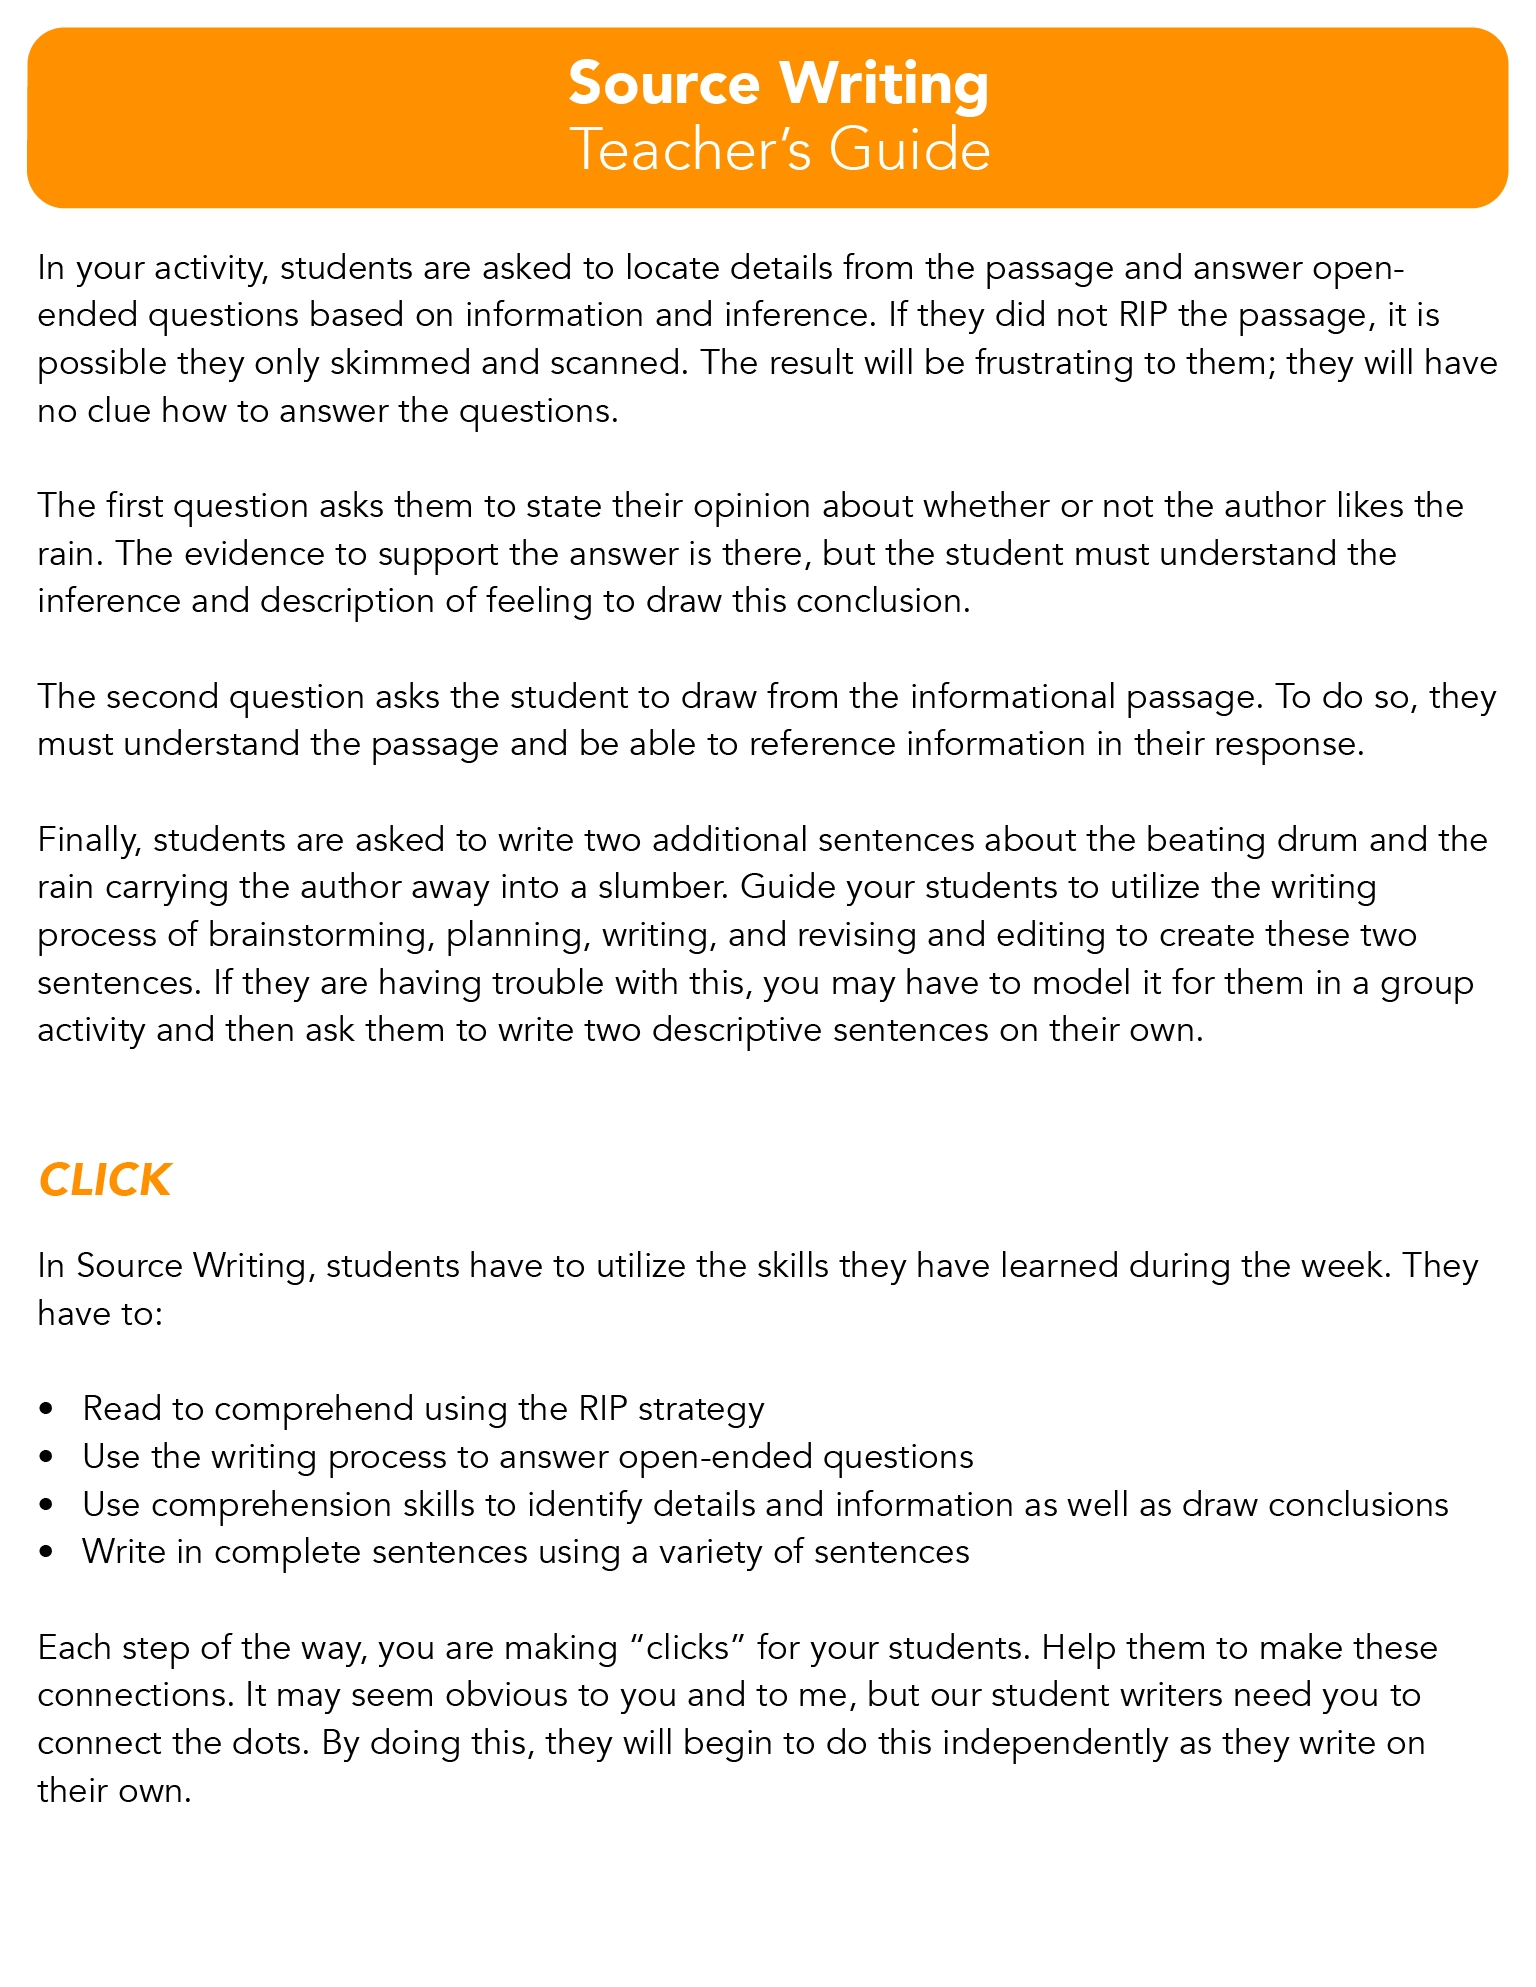 Source Writing
Teacher’s Guide
In your activity, students are asked to locate details from the passage and answer open-
ended questions based on information and inference. If they did not RIP the passage, it is
possible they only skimmed and scanned. The result will be frustrating to them; they will have
no clue how to answer the questions.
The first question asks them to state their opinion about whether or not the author likes the
rain. The evidence to support the answer is there, but the student must understand the
inference and description of feeling to draw this conclusion.
The second question asks the student to draw from the informational passage. To do so, they
must understand the passage and be able to reference information in their response.
Finally, students are asked to write two additional sentences about the beating drum and the
rain carrying the author away into a slumber. Guide your students to utilize the writing
process of brainstorming, planning, writing, and revising and editing to create these two
sentences. If they are having trouble with this, you may have to model it for them in a group
activity and then ask them to write two descriptive sentences on their own.
CLICK
In Source Writing, students have to utilize the skills they have learned during the week. They
have to:
• Read to comprehend using the RIP strategy
• Use the writing process to answer open-ended questions
• Use comprehension skills to identify details and information as well as draw conclusions
• Write in complete sentences using a variety of sentences
Each step of the way, you are making “clicks” for your students. Help them to make these
connections. It may seem obvious to you and to me, but our student writers need you to
connect the dots. By doing this, they will begin to do this independently as they write on
their own.